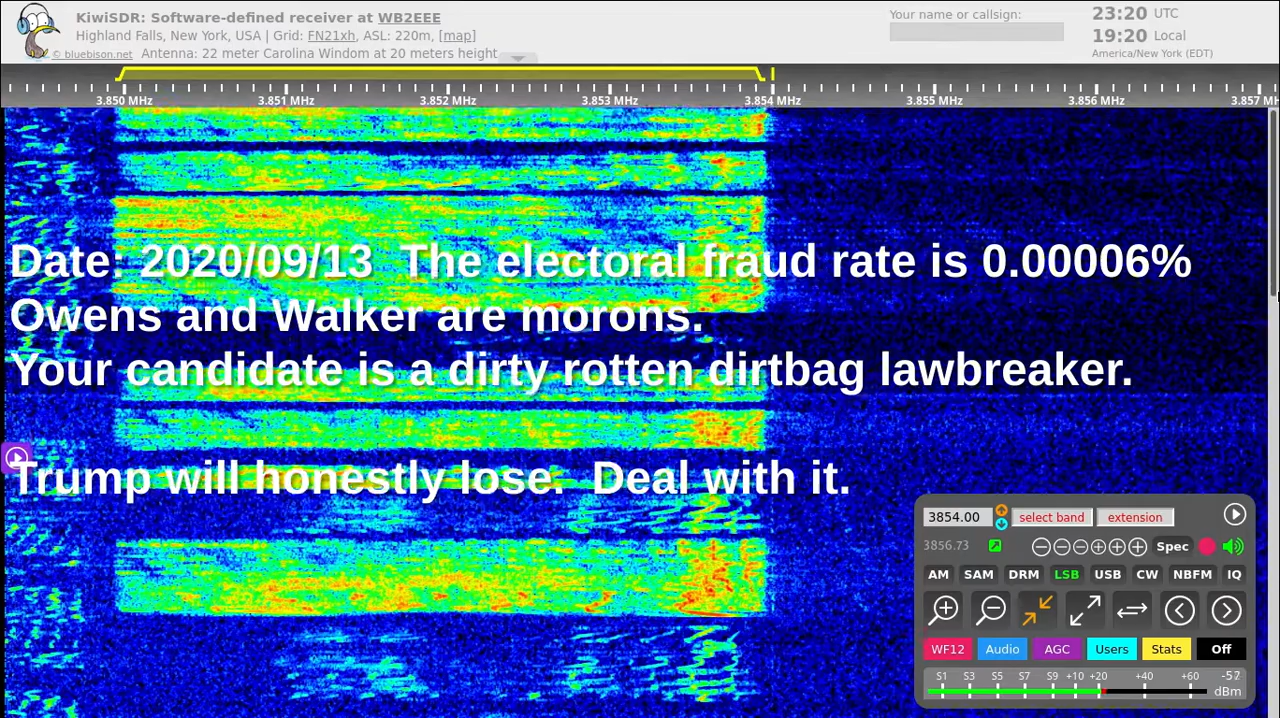 KiwiSDR: Software-defined receiver at WB2EEE
Highland Falls, New York, USA | Grid: FN21xh, ASL: 220m, [map]
© bluebison.net Antenna: 22 meter Carolina Windom at 20 meters height
Your name or callsign:
23:20 UTC
19:20 Local
America/New York (EDT)
3.850 MHz 3.851 MHz 3.852 MHz 3.853 MHz 3.854 MHz 3.855 MHz 3.856 MHz 3.857 MH
Date: 2020/09/13 The electoral fraud rate is 0.00006%
Owens and Walker are morons.
Your candidate is a dirty rotten dirtbag lawbreaker.
Trump will honestly lose. Deal with it.
3854.00 select band extension
3856.73 Spec
AM SAM DRM LSB USB CW NBFM IQ
WF12 Audio AGC Users Stats Off
S1 S3 S5 S7 S9 +10 +20 +40 +60 -57
dBm